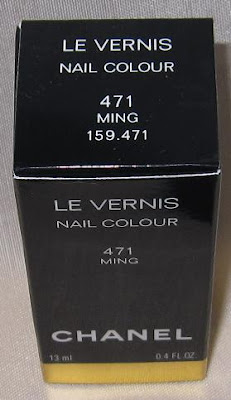 LE VERNIS
NAIL COLOUR
471
MING
159.471
LE VERNIS
NAIL COLOUR
471
MING
CHANEL
13 ml 0.4 FL.OZ